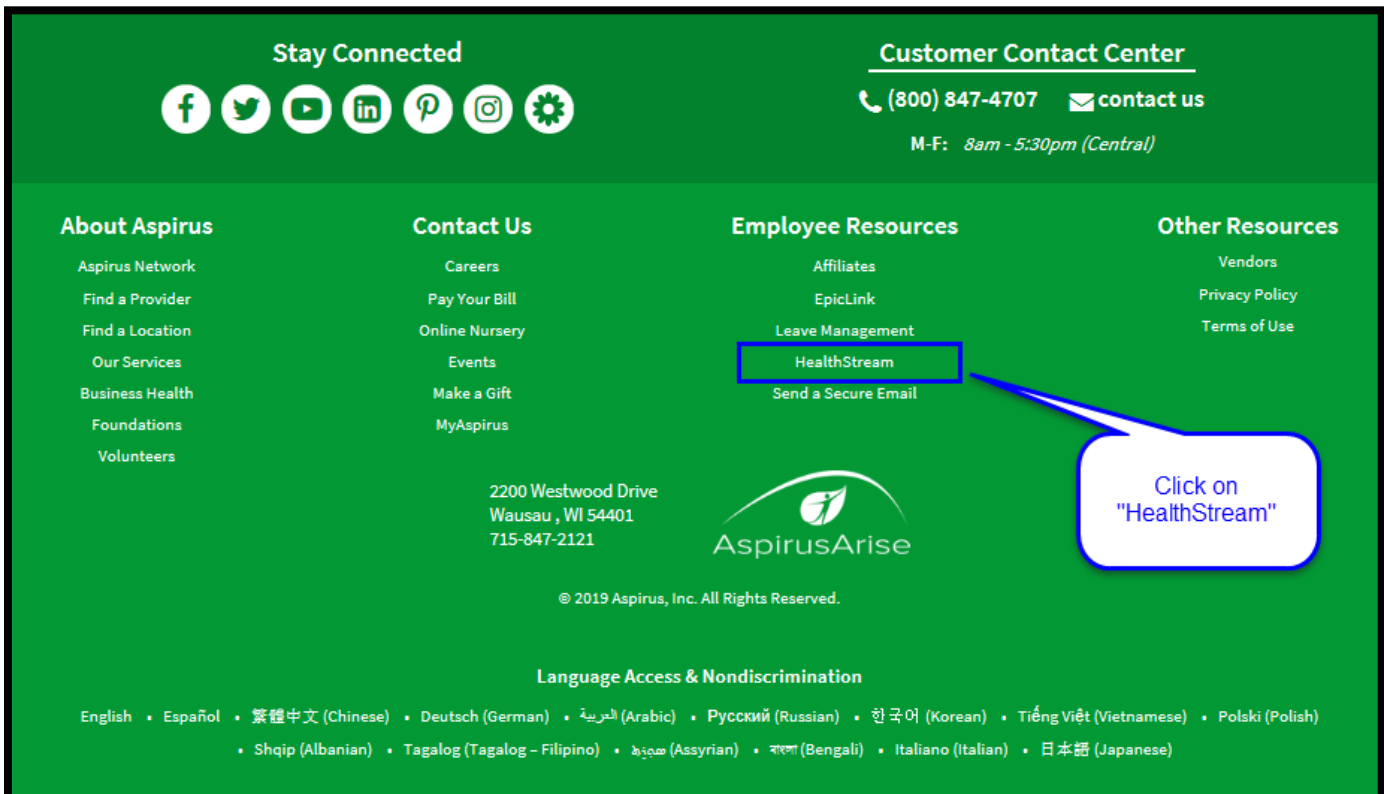 Stay Connected
Customer Contact Center
(800) 847-4707 contact us
M-F: 8am - 5:30pm (Central)
About Aspirus
Aspirus Network
Find a Provider
Find a Location
Our Services
Business Health
Foundations
Volunteers
Contact Us
Careers
Pay Your Bill
Online Nursery
Events
Make a Gift
MyAspirus
Employee Resources
Affiliates
EpicLink
Leave Management
HealthStream
Send a Secure Email
Other Resources
Vendors
Privacy Policy
Terms of Use
Click on
"HealthStream"
2200 Westwood Drive
Wausau , WI 54401
715-847-2121
AspirusArise
© 2019 Aspirus, Inc. All Rights Reserved.
Language Access & Nondiscrimination
English • Español • 繁體中文 (Chinese) • Deutsch (German) • العربية (Arabic) • Русский (Russian) • 한국어 (Korean) • Tiếng Việt (Vietnamese) • Polski (Polish)
• Shqip (Albanian) • Tagalog (Tagalog – Filipino) • (Assyrian) • বাংলা (Bengali) • Italiano (Italian) • 日本語 (Japanese)